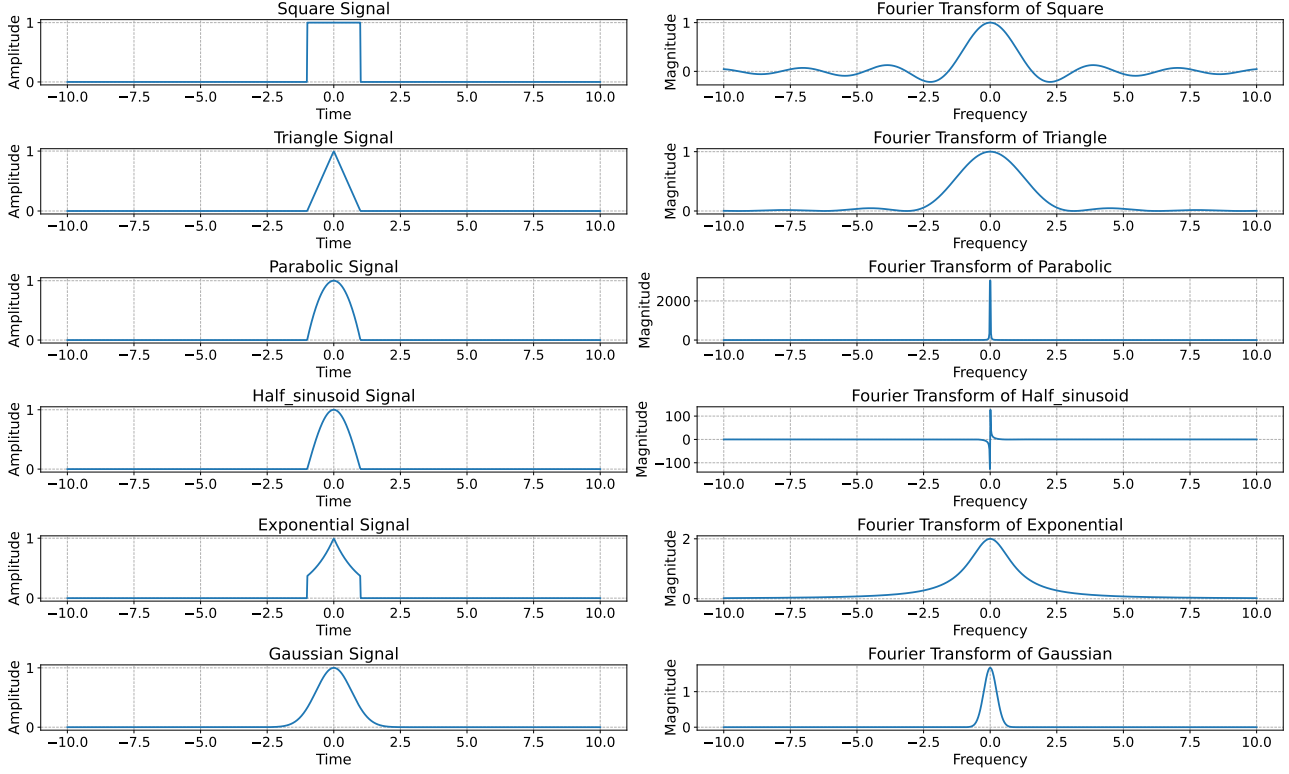 Square Signal
Amplitude
1
0
−10.0 −7.5 −5.0 −2.5 0.0 2.5 5.0 7.5 10.0
Time
Fourier Transform of Square
Magnitude
1
0
−10.0 −7.5 −5.0 −2.5 0.0 2.5 5.0 7.5 10.0
Frequency
Triangle Signal
Amplitude
1
0
−10.0 −7.5 −5.0 −2.5 0.0 2.5 5.0 7.5 10.0
Time
Fourier Transform of Triangle
Magnitude
1
0
−10.0 −7.5 −5.0 −2.5 0.0 2.5 5.0 7.5 10.0
Frequency
Parabolic Signal
Amplitude
1
0
−10.0 −7.5 −5.0 −2.5 0.0 2.5 5.0 7.5 10.0
Time
Fourier Transform of Parabolic
Magnitude
2000
0
−10.0 −7.5 −5.0 −2.5 0.0 2.5 5.0 7.5 10.0
Frequency
Half_sinusoid Signal
Amplitude
1
0
−10.0 −7.5 −5.0 −2.5 0.0 2.5 5.0 7.5 10.0
Time
Fourier Transform of Half_sinusoid
Magnitude
100
0
−100
−10.0 −7.5 −5.0 −2.5 0.0 2.5 5.0 7.5 10.0
Frequency
Exponential Signal
Amplitude
1
0
−10.0 −7.5 −5.0 −2.5 0.0 2.5 5.0 7.5 10.0
Time
Fourier Transform of Exponential
Magnitude
2
0
−10.0 −7.5 −5.0 −2.5 0.0 2.5 5.0 7.5 10.0
Frequency
Gaussian Signal
Amplitude
1
0
−10.0 −7.5 −5.0 −2.5 0.0 2.5 5.0 7.5 10.0
Time
Fourier Transform of Gaussian
Magnitude
1
0
−10.0 −7.5 −5.0 −2.5 0.0 2.5 5.0 7.5 10.0
Frequency